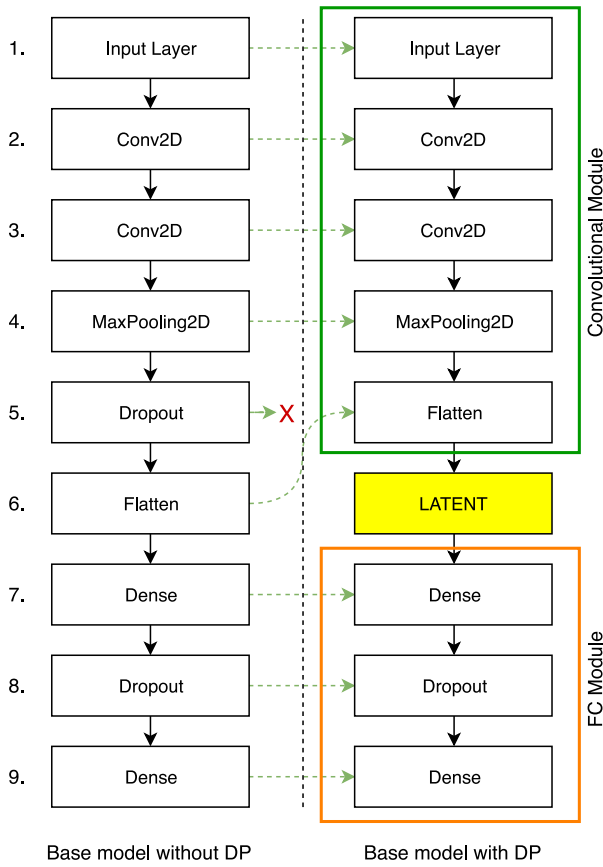 1. Input Layer Input Layer
2. Conv2D Conv2D
3. Conv2D Conv2D
4. MaxPooling2D MaxPooling2D
5. Dropout X Flatten
6. Flatten LATENT
7. Dense Dense
8. Dropout Dropout
9. Dense Dense
Convolutional Module
FC Module
Base model without DP Base model with DP